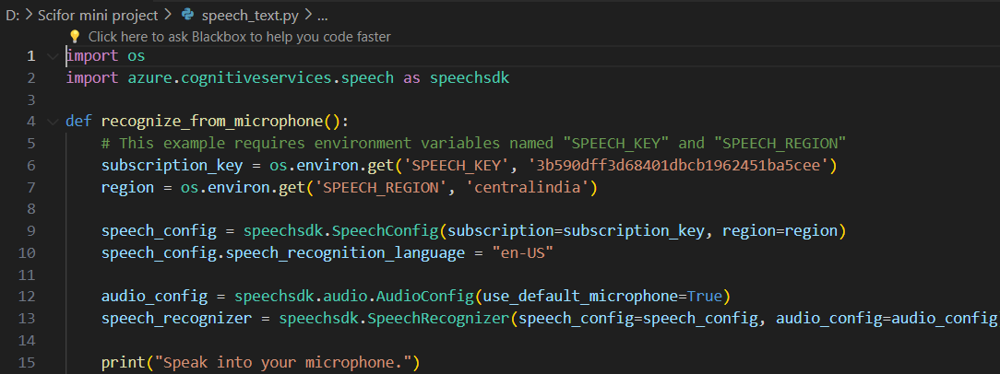 D: > Scifor mini project > speech_text.py > ...
Click here to ask Blackbox to help you code faster
1 import os
2 import azure.cognitiveservices.speech as speechsdk
3
4 def recognize_from_microphone():
5 # This example requires environment variables named "SPEECH_KEY" and "SPEECH_REGION"
6 subscription_key = os.environ.get('SPEECH_KEY', '3b590dff3d68401dbcb1962451ba5cee')
7 region = os.environ.get('SPEECH_REGION', 'centralindia')
8
9 speech_config = speechsdk.SpeechConfig(subscription=subscription_key, region=region)
10 speech_config.speech_recognition_language = "en-US"
11
12 audio_config = speechsdk.audio.AudioConfig(use_default_microphone=True)
13 speech_recognizer = speechsdk.SpeechRecognizer(speech_config=speech_config, audio_config=audio_config
14
15 print("Speak into your microphone.")